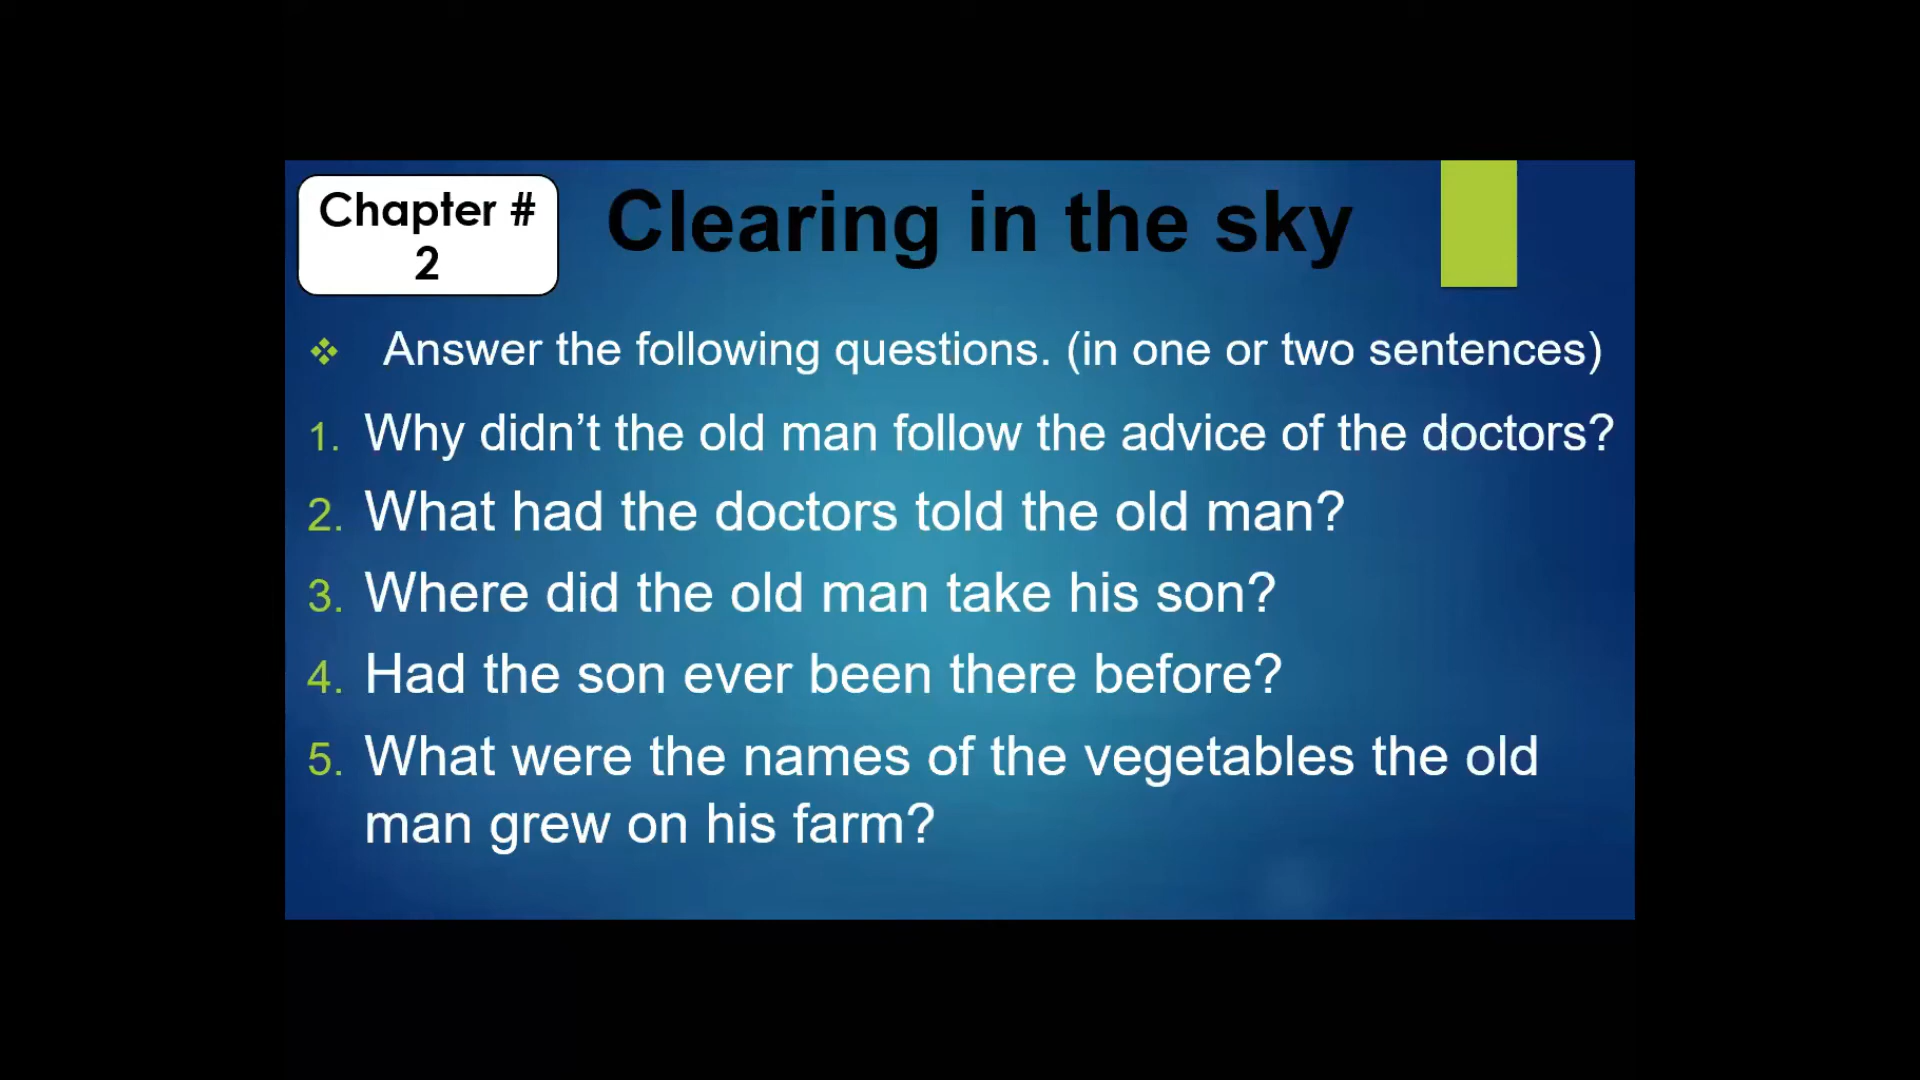 Chapter #
2
Clearing in the sky
❖ Answer the following questions. (in one or two sentences)
1. Why didn’t the old man follow the advice of the doctors?
2. What had the doctors told the old man?
3. Where did the old man take his son?
4. Had the son ever been there before?
5. What were the names of the vegetables the old
man grew on his farm?